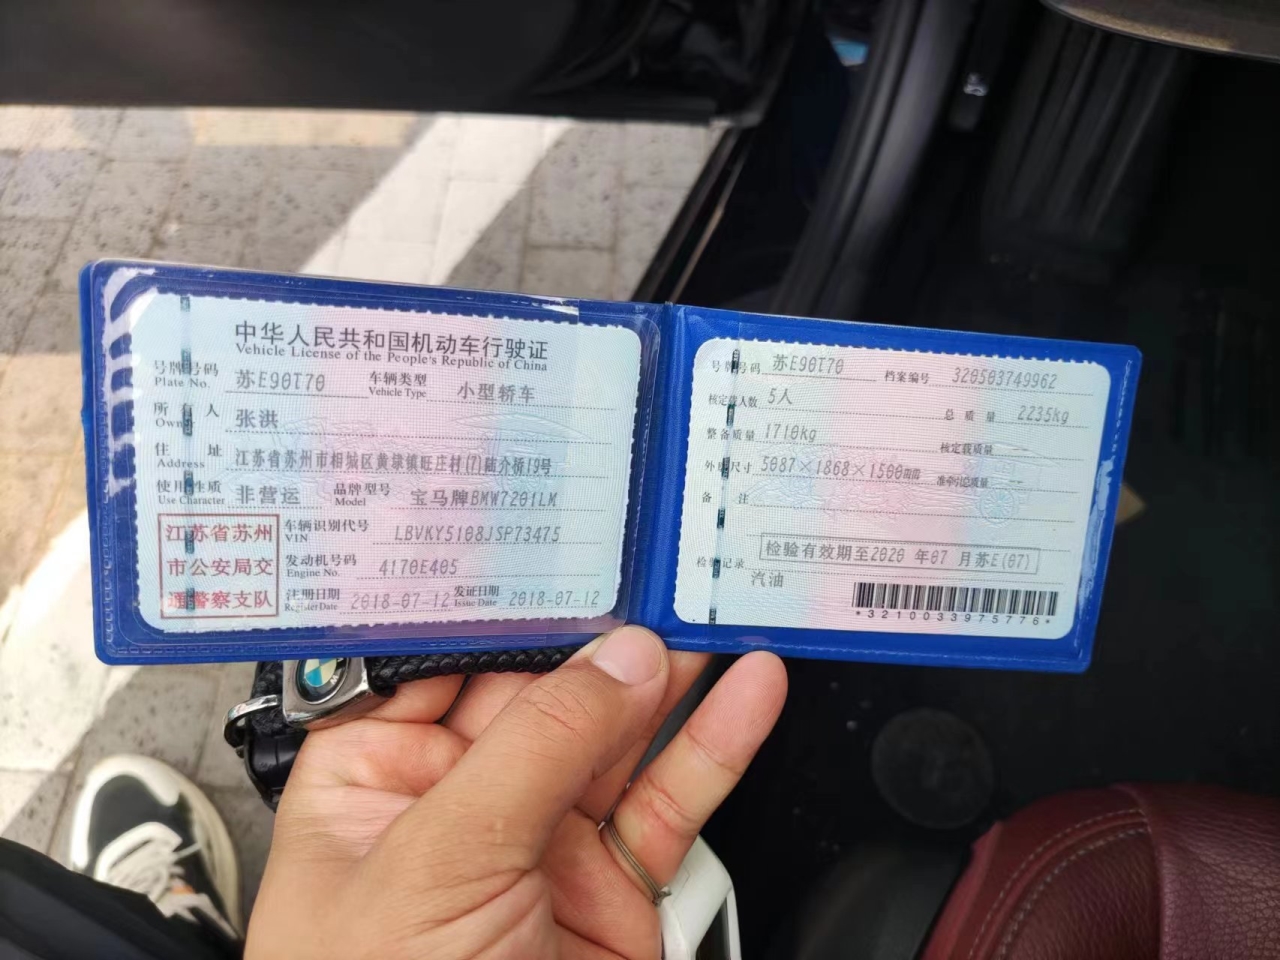 中华人民共和国机动车行驶证
Vehicle License of the People's Republic of China
号牌号码 苏E90T70 车辆类型 小型轿车
Plate No. Vehicle Type
所有人 张洪
Owner
住址 江苏省苏州市相城区黄埭镇旺庄村(7)陆介桥19号
Address
使用性质 非营运 品牌型号 宝马牌BMW7201LM
Use Character Model
江苏省苏州
市公安局交
通警察支队
车辆识别代号 LBVKY5108JSP73475
VIN
发动机号码 4170E405
Engine No.
注册日期 2018-07-12 发证日期 2018-07-12
Register Date Issue Date
号牌号码 苏E90T70 档案编号 320503749962
核定载人数 5人 总质量 2235kg
整备质量 1710kg 核定载质量 --
外廓尺寸 5087×1868×1500mm 准牵引总质量 --
备注
检验记录 检验有效期至2020 年07 月苏E(07)
汽油
*3210033975776*